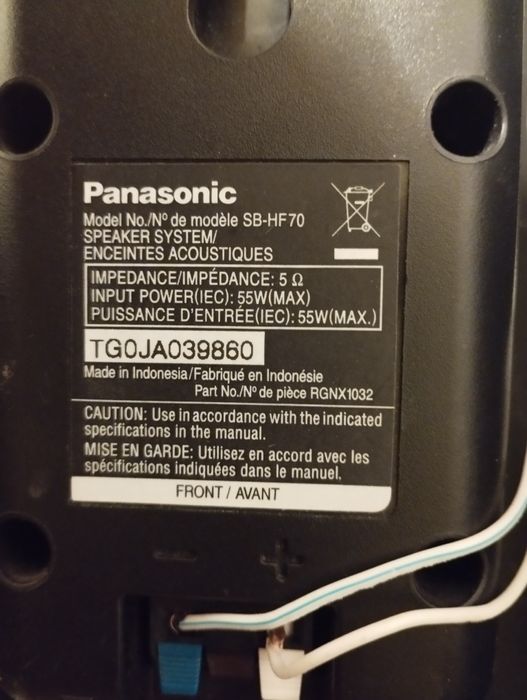 Panasonic
Model No./Nº de modèle SB-HF70
SPEAKER SYSTEM/
ENCEINTES ACOUSTIQUES
IMPEDANCE/IMPÉDANCE: 5 Ω
INPUT POWER(IEC): 55W(MAX)
PUISSANCE D'ENTRÉE(IEC): 55W(MAX.)
TG0JA039860
Made in Indonesia/Fabriqué en Indonésie
Part No./Nº de pièce RGNX1032
CAUTION: Use in accordance with the indicated
specifications in the manual.
MISE EN GARDE: Utilisez en accord avec les
spécifications indiquées dans le manuel.
FRONT / AVANT
− +